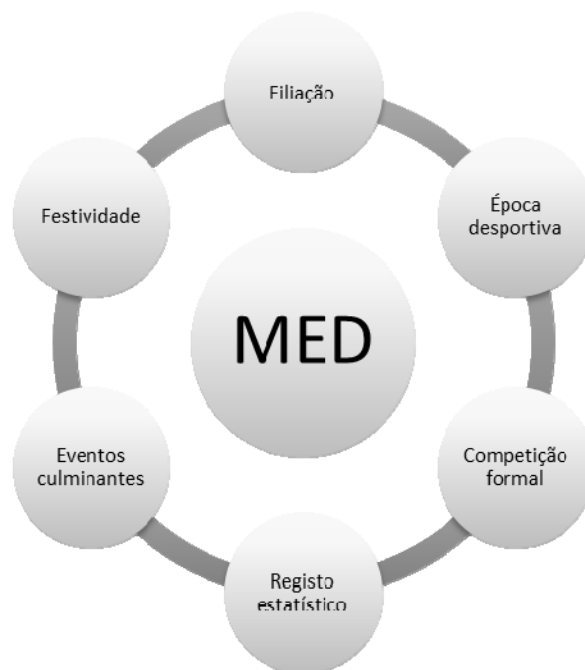 Filiação
Época
desportiva
Competição
formal
Registo
estatístico
Eventos
culminantes
Festividade
MED